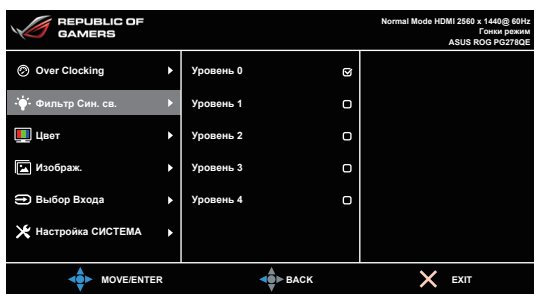 REPUBLIC OF
GAMERS
Normal Mode HDMI 2560 x 1440@ 60Hz
Гонки режим
ASUS ROG PG278QE
Over Clocking
Уровень 0
Фильтр Син. св.
Уровень 1
Цвет
Уровень 2
Изображ.
Уровень 3
Выбор Входа
Уровень 4
Настройка СИСТЕМА
MOVE/ENTER
BACK
EXIT